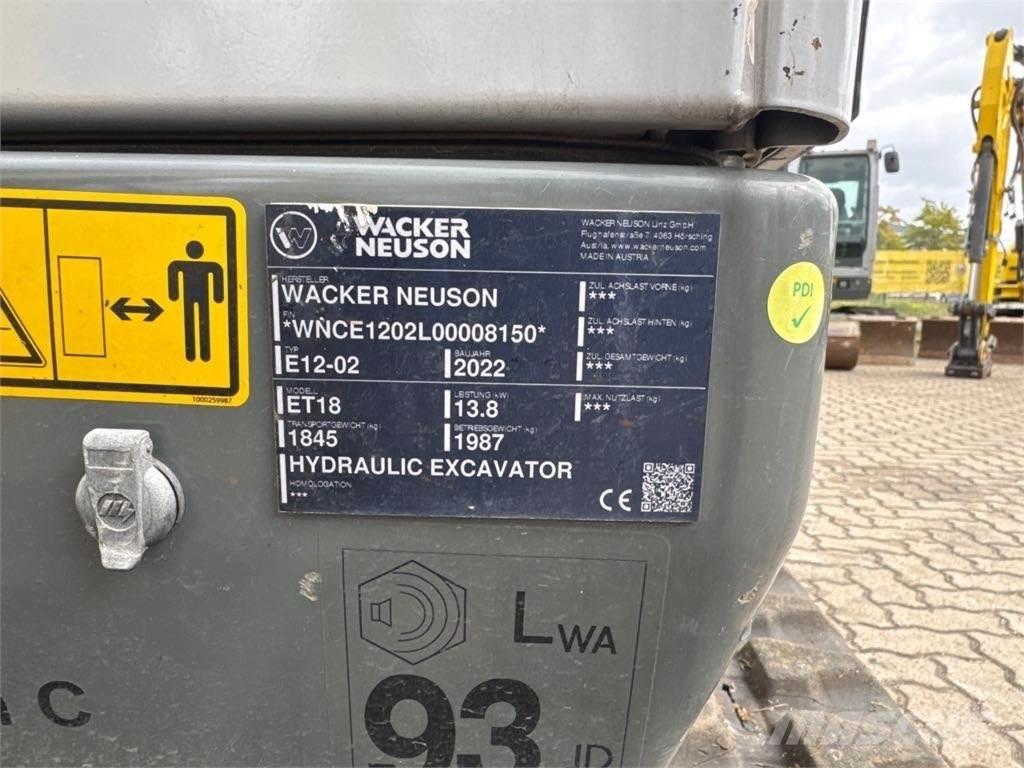 WACKER
NEUSON
WACKER NEUSON Linz GmbH
Flughafenstraße 7, 4063 Hörsching
Austria, www.wackerneuson.com
MADE IN AUSTRIA
HERSTELLER
WACKER NEUSON
FIN
*WNCE1202L00008150*
TYP
E12-02
BAUJAHR
2022
ZUL. ACHSLAST VORNE (kg)
***
ZUL. ACHSLAST HINTEN (kg)
***
ZUL. GESAMTGEWICHT (kg)
***
MODELL
ET18
LEISTUNG (kW)
13.8
MAX. NUTZLAST (kg)
***
TRANSPORTGEWICHT (kg)
1845
BETRIEBSGEWICHT (kg)
1987
HYDRAULIC EXCAVATOR
HOMOLOGATION
***
CE
PDI
1000259987
LWA
93
AC